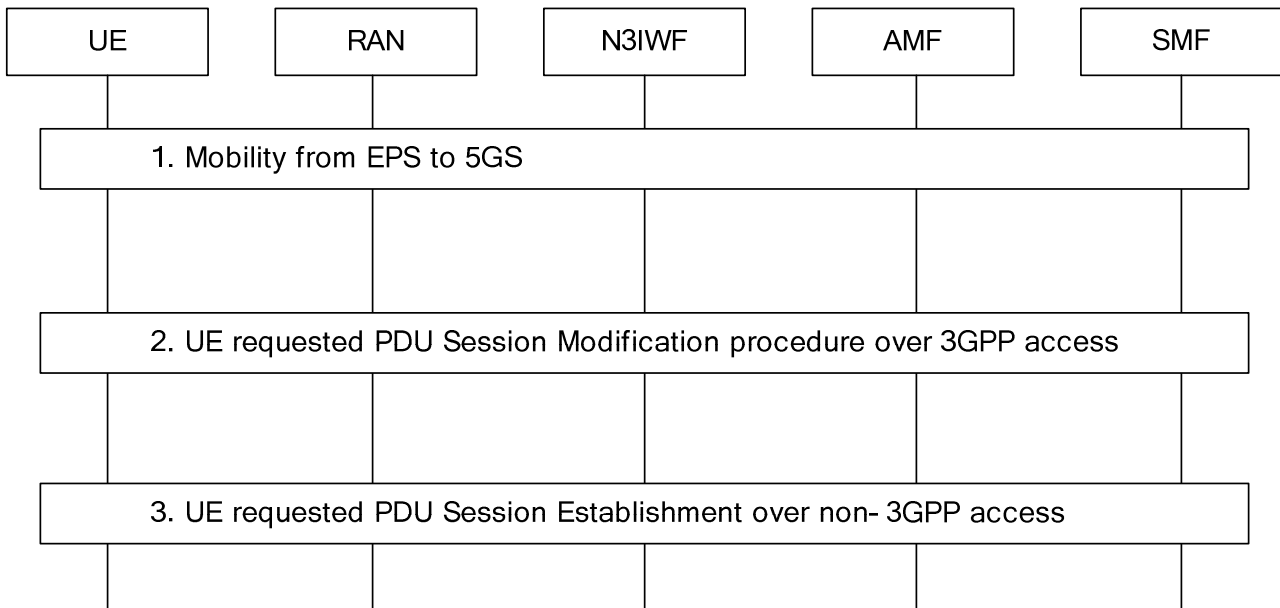 UE
RAN
N3IWF
AMF
SMF
1. Mobility from EPS to 5GS
2. UE requested PDU Session Modification procedure over 3GPP access
3. UE requested PDU Session Establishment over non- 3GPP access